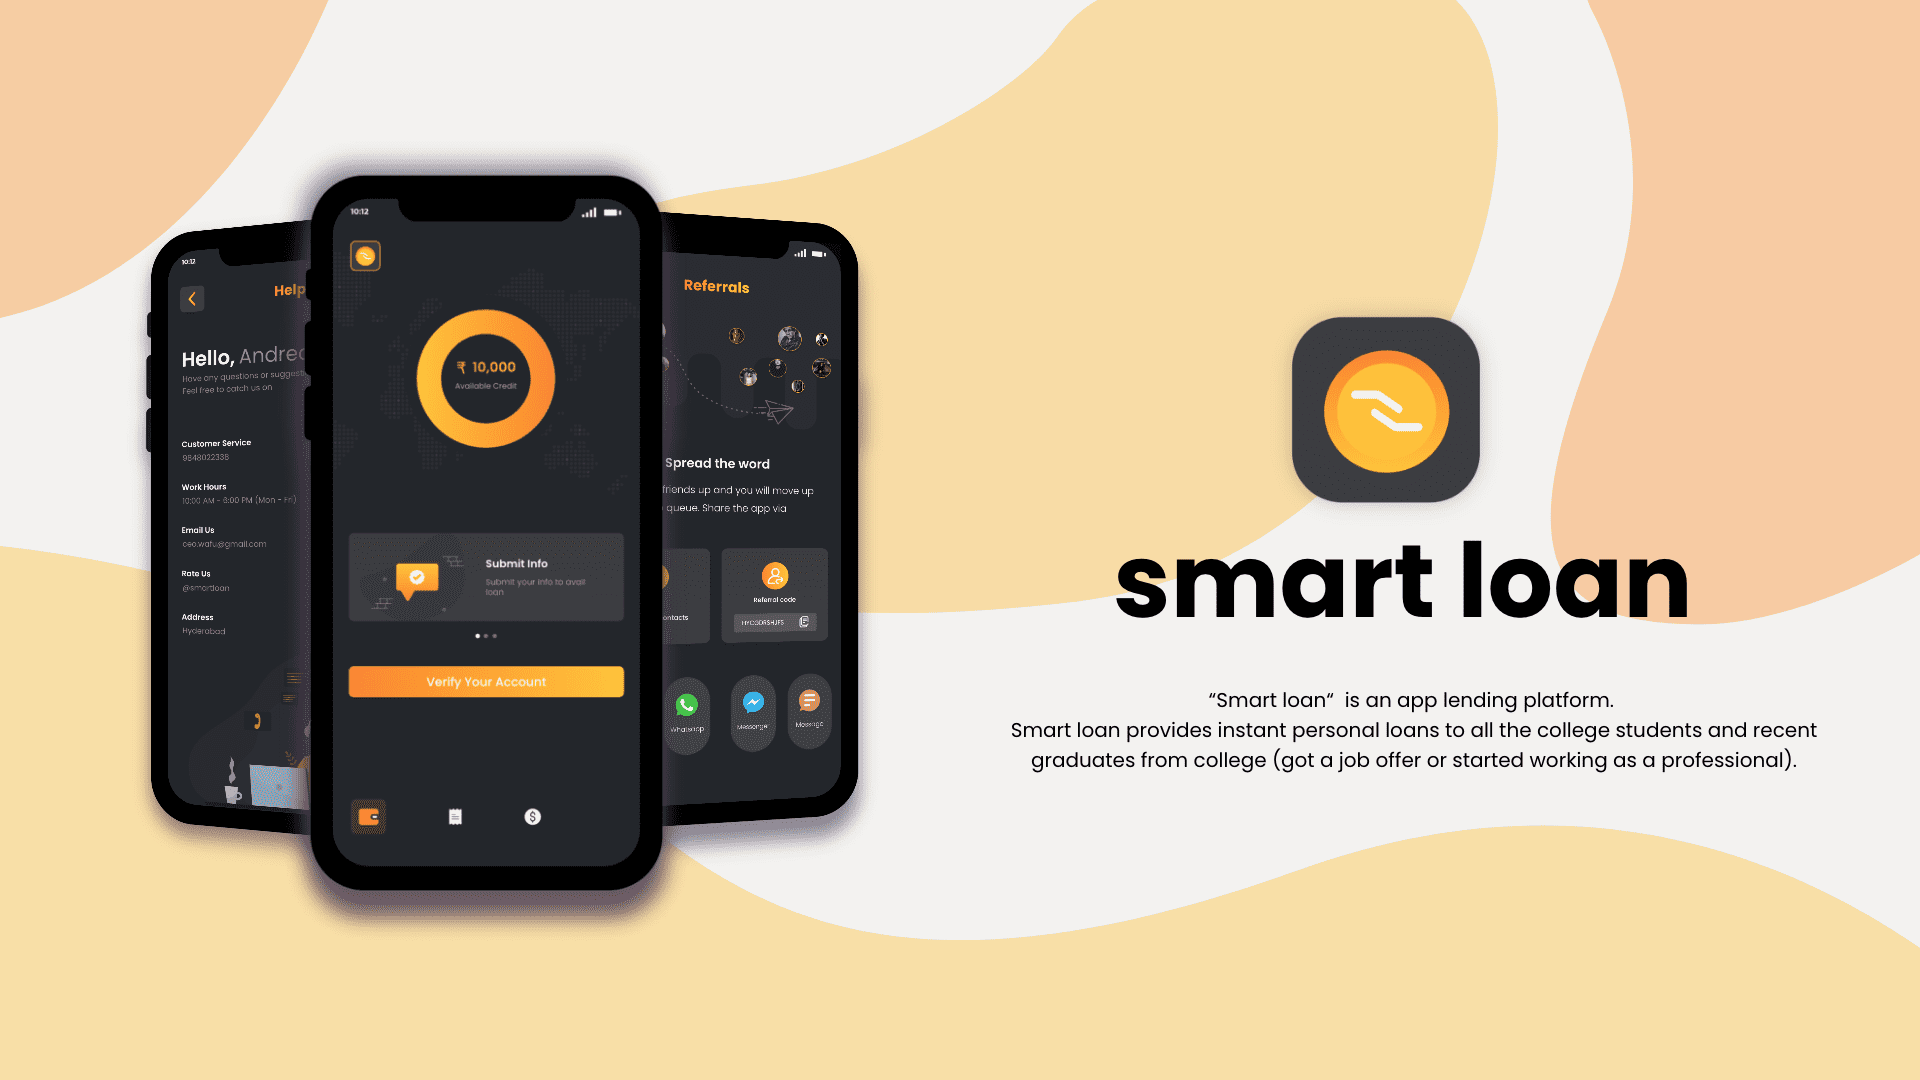 10:12
Help
Hello, Andrea
Have any questions or suggesti
Feel free to catch us on
Customer Service
9848022338
Work Hours
10:00 AM - 6:00 PM (Mon - Fri)
Email Us
ceo.wafu@gmail.com
Rate Us
@smartloan
Address
Hyderabad
10:12
₹ 10,000
Available Credit
Submit Info
Submit your info to avail
loan
Verify Your Account
Referrals
Spread the word
friends up and you will move up
queue. Share the app via
ontacts
Referral code
Whatsapp
Messenger
Message
smart loan
“Smart loan“  is an app lending platform.
Smart loan provides instant personal loans to all the college students and recent
graduates from college (got a job offer or started working as a professional).